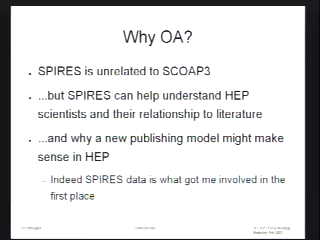 Why OA?
SPIRES is unrelated to SCOAP3
...but SPIRES can help understand HEP
scientists and their relationship to literature
...and why a new publishing model might make
sense in HEP
Indeed SPIRES data is what got me involved in the
first place